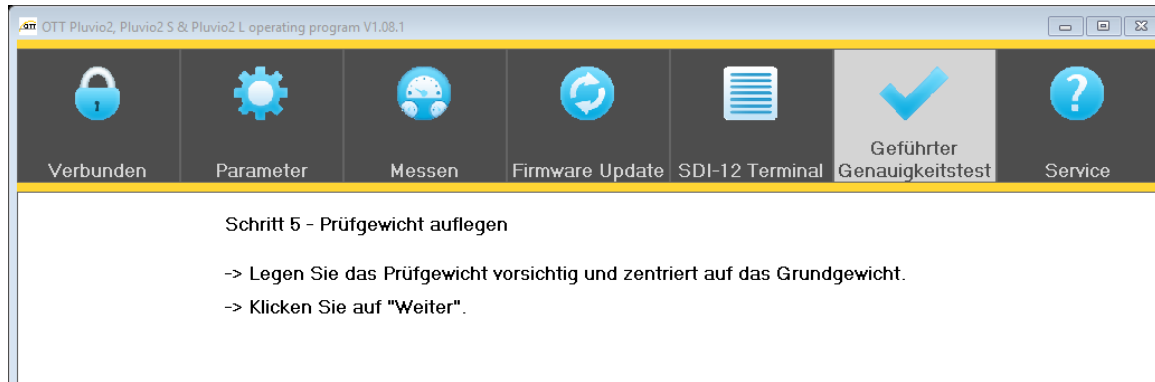 OTT OTT Pluvio2, Pluvio2 S & Pluvio2 L operating program V1.08.1
Verbunden
Parameter
Messen
Firmware Update
SDI-12 Terminal
Geführter
Genauigkeitstest
Service
Schritt 5 - Prüfgewicht auflegen
-> Legen Sie das Prüfgewicht vorsichtig und zentriert auf das Grundgewicht.
-> Klicken Sie auf "Weiter".